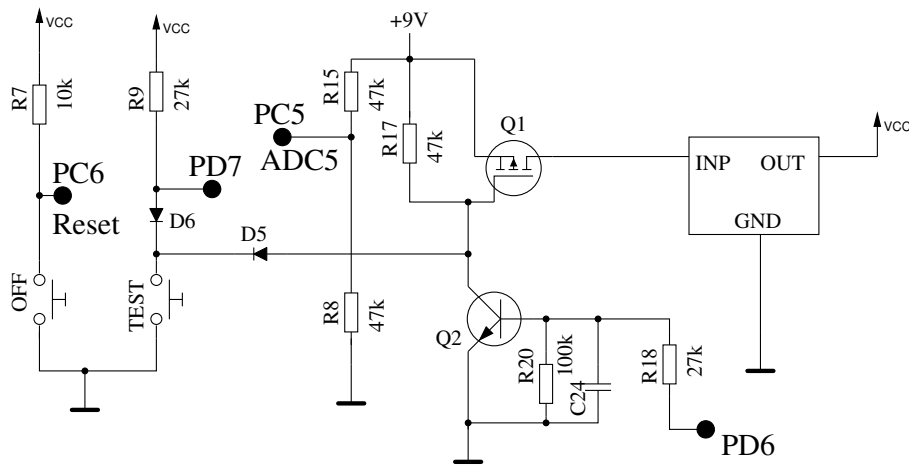 VCC
VCC
+9V
R7
10k
R9
27k
R15
47k
PC5
ADC5
R17
47k
Q1
VCC
INP
OUT
GND
PC6
Reset
PD7
D6
D5
OFF
TEST
R8
47k
Q2
R20
100k
C24
R18
27k
PD6